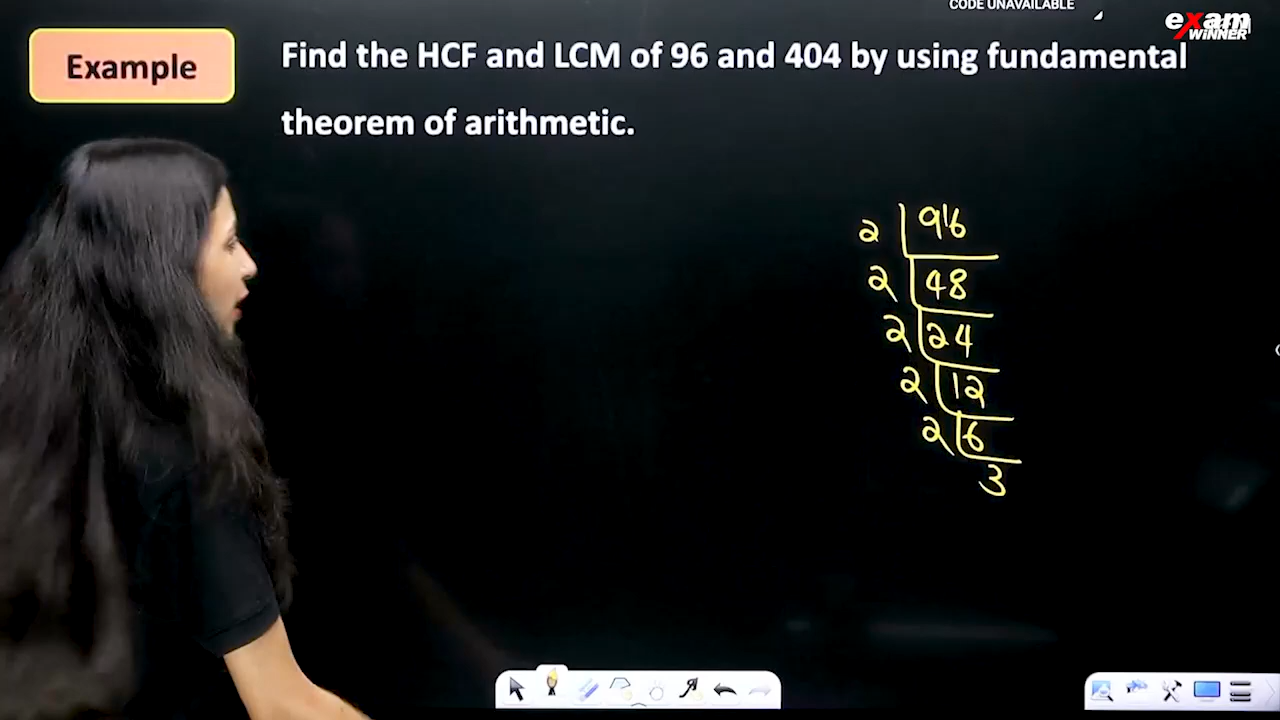 CODE UNAVAILABLE
exam
WINNER
Example
Find the HCF and LCM of 96 and 404 by using fundamental
theorem of arithmetic.
2 96
2 48
2 24
2 12
2 6
3